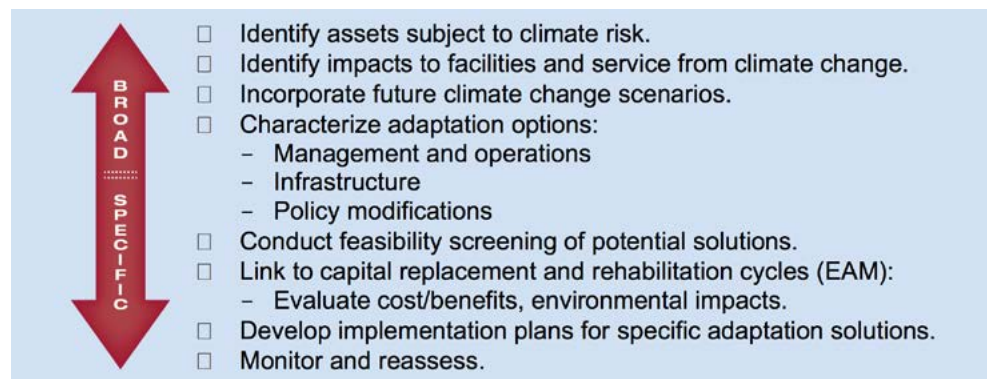 BROAD
SPECIFIC
□ Identify assets subject to climate risk.
□ Identify impacts to facilities and service from climate change.
□ Incorporate future climate change scenarios.
□ Characterize adaptation options:
– Management and operations
– Infrastructure
– Policy modifications
□ Conduct feasibility screening of potential solutions.
□ Link to capital replacement and rehabilitation cycles (EAM):
– Evaluate cost/benefits, environmental impacts.
□ Develop implementation plans for specific adaptation solutions.
□ Monitor and reassess.